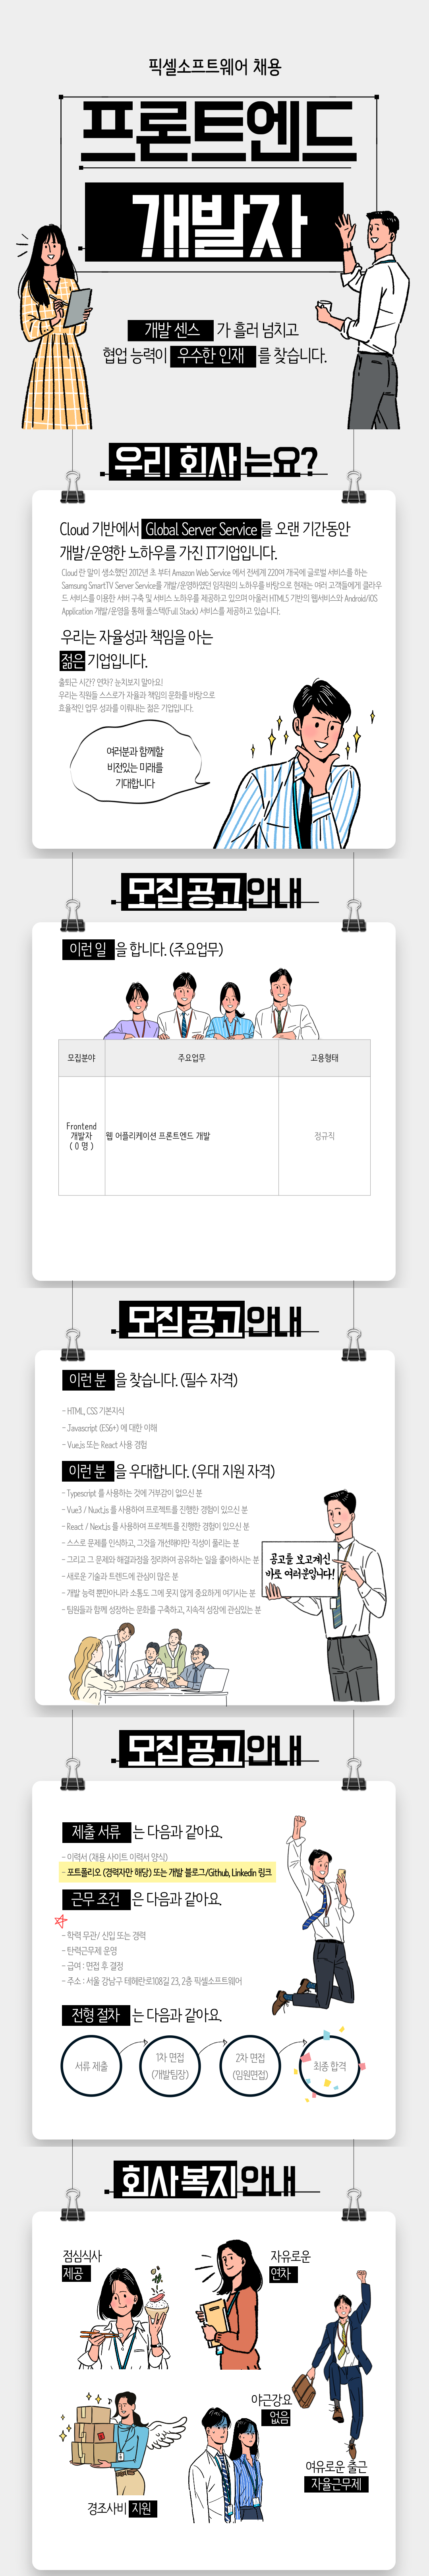 픽셀소프트웨어 채용
프론트엔드
개발자
개발 센스 가 흘러 넘치고
협업 능력이 우수한 인재 를 찾습니다.
우리 회사는요?
Cloud 기반에서 Global Server Service를 오랜 기간동안
개발/운영한 노하우를 가진 IT기업입니다.
Cloud 란 말이 생소했던 2012년 초 부터 Amazon Web Service 에서 전세계 220여 개국에 글로벌 서비스를 하는
Samsung SmartTV Server Service를 개발/운영하였던 임직원의 노하우를 바탕으로 현재는 여러 고객들에게 클라우
드 서비스를 이용한 서버 구축 및 서비스 노하우를 제공하고 있으며 아울러 HTML5 기반의 웹서비스와 Android/iOS
Application 개발/운영을 통해 풀스택(Full Stack) 서비스를 제공하고 있습니다.
우리는 자율성과 책임을 아는
젊은 기업입니다.
출퇴근 시간? 연차? 눈치보지 말아요!
우리는 직원들 스스로가 자율과 책임의 문화를 바탕으로
효율적인 업무 성과를 이뤄내는 젊은 기업입니다.
여러분과 함께할
비전있는 미래를
기대합니다
모집공고안내
이런 일 을 합니다. (주요업무)
모집분야 주요업무 고용형태
Frontend
개발자
( 0 명 )
웹 어플리케이션 프론트엔드 개발
정규직
모집공고안내
이런 분 을 찾습니다. (필수 자격)
- HTML, CSS 기본지식
- Javascript (ES6+) 에 대한 이해
- Vue.js 또는 React 사용 경험
이런 분 을 우대합니다. (우대 지원 자격)
- Typescript 를 사용하는 것에 거부감이 없으신 분
- Vue3 / Nuxt.js 를 사용하여 프로젝트를 진행한 경험이 있으신 분
- React / Next.js 를 사용하여 프로젝트를 진행한 경험이 있으신 분
- 스스로 문제를 인식하고, 그것을 개선해야만 직성이 풀리는 분
- 그리고 그 문제와 해결과정을 정리하여 공유하는 일을 좋아하시는 분
- 새로운 기술과 트렌드에 관심이 많은 분
- 개발 능력 뿐만아니라 소통도 그에 못지 않게 중요하게 여기시는 분
- 팀원들과 함께 성장하는 문화를 구축하고, 지속적 성장에 관심있는 분
공고를 보고계신
바로 여러분입니다!
모집공고안내
제출 서류 는 다음과 같아요.
- 이력서 (채용 사이트 이력서 양식)
- 포트폴리오 (경력자만 해당) 또는 개발 블로그/Github, Linkedin 링크
근무 조건 은 다음과 같아요.
- 학력 무관/ 신입 또는 경력
- 탄력근무제 운영
- 급여 : 면접 후 결정
- 주소 : 서울 강남구 테헤란로108길 23, 2층 픽셀소프트웨어
전형 절차 는 다음과 같아요.
서류 제출
1차 면접
(개발팀장)
2차 면접
(임원면접)
최종 합격
회사복지안내
점심식사
제공
자유로운
연차
야근강요
없음
경조사비 지원
여유로운 출근
자율근무제